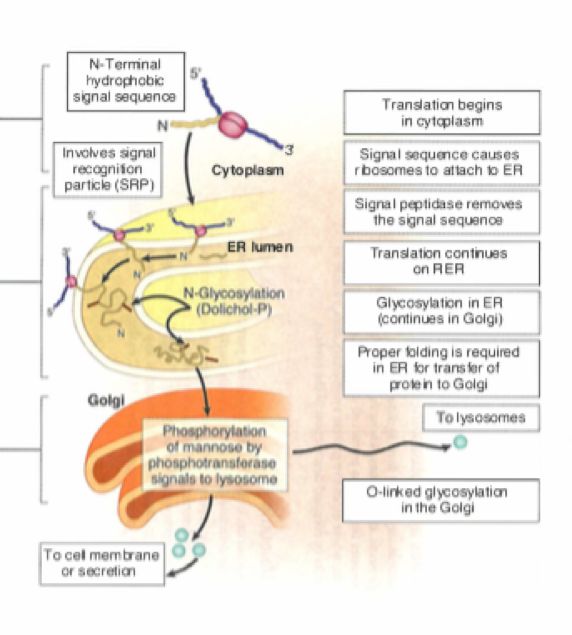 N-Terminal
hydrophobic
signal sequence
5'
N
3'
Involves signal
recognition
particle (SRP)
Cytoplasm
5'
3'
5'
3'
ER lumen
N
N
3'
5'
N
N-Glycosylation
(Dolichol-P)
Golgi
Phosphorylation
of mannose by
phosphotransferase
signals to lysosome
To cell membrane
or secretion
Translation begins
in cytoplasm
Signal sequence causes
ribosomes to attach to ER
Signal peptidase removes
the signal sequence
Translation continues
on RER
Glycosylation in ER
(continues in Golgi)
Proper folding is required
in ER for transfer of
protein to Golgi
To lysosomes
O-linked glycosylation
in the Golgi